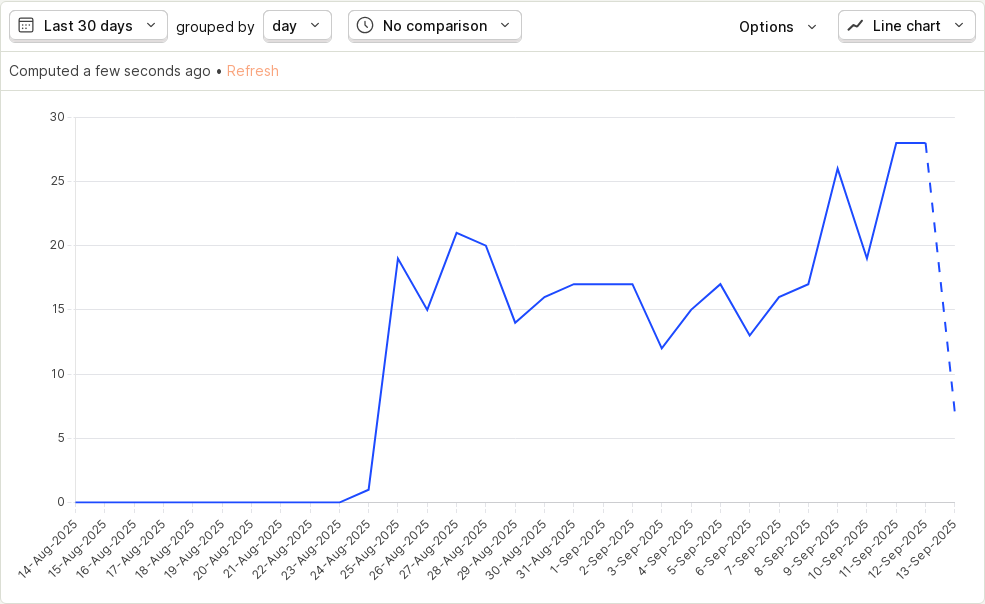 Last 30 days grouped by day No comparison Options Line chart
Computed a few seconds ago • Refresh
30
25
20
15
10
5
0
14-Aug-2025
15-Aug-2025
16-Aug-2025
17-Aug-2025
18-Aug-2025
19-Aug-2025
20-Aug-2025
21-Aug-2025
22-Aug-2025
23-Aug-2025
24-Aug-2025
25-Aug-2025
26-Aug-2025
27-Aug-2025
28-Aug-2025
29-Aug-2025
30-Aug-2025
31-Aug-2025
1-Sep-2025
2-Sep-2025
3-Sep-2025
4-Sep-2025
5-Sep-2025
6-Sep-2025
7-Sep-2025
8-Sep-2025
9-Sep-2025
10-Sep-2025
11-Sep-2025
12-Sep-2025
13-Sep-2025